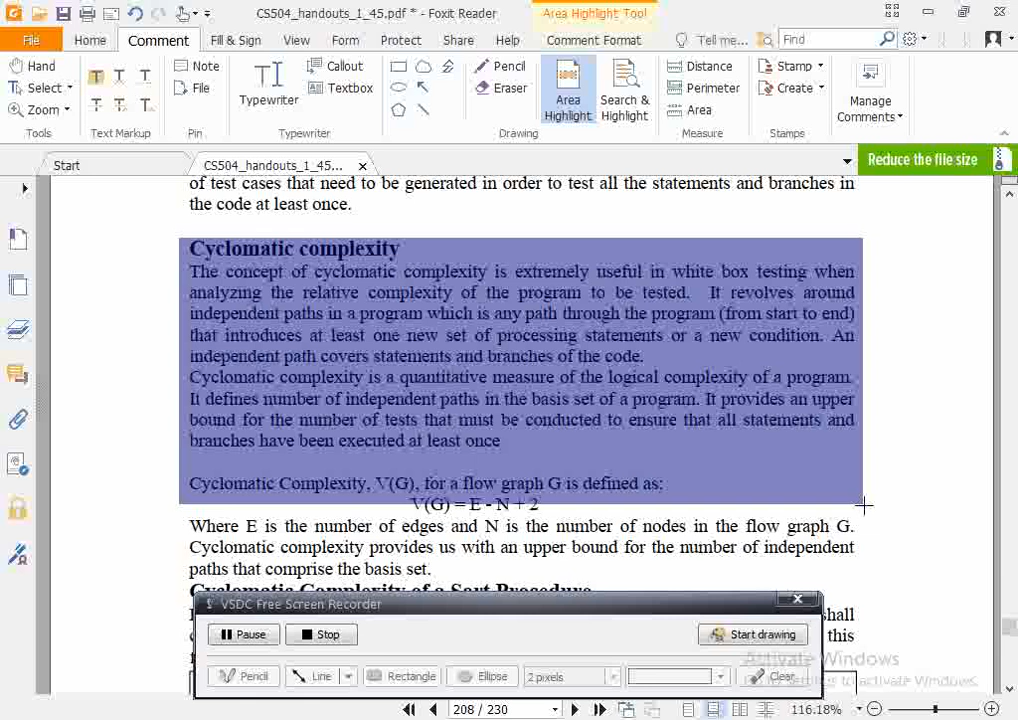 CS504_handouts_1_45.pdf * - Foxit Reader
Area Highlight Tool
File
Home
Comment
Fill & Sign
View
Form
Protect
Share
Help
Comment Format
Tell me...
Find
Hand
Select
Zoom
Tools
Text Markup
Note
File
Pin
Typewriter
Callout
Textbox
Typewriter
Pencil
Eraser
Drawing
Area Highlight
Search & Highlight
Distance
Perimeter
Area
Measure
Stamp
Create
Stamps
Manage Comments
Start
CS504_handouts_1_45...
Reduce the file size
of test cases that need to be generated in order to test all the statements and branches in
the code at least once.
Cyclomatic complexity
The concept of cyclomatic complexity is extremely useful in white box testing when
analyzing the relative complexity of the program to be tested. It revolves around
independent paths in a program which is any path through the program (from start to end)
that introduces at least one new set of processing statements or a new condition. An
independent path covers statements and branches of the code.
Cyclomatic complexity is a quantitative measure of the logical complexity of a program.
It defines number of independent paths in the basis set of a program. It provides an upper
bound for the number of tests that must be conducted to ensure that all statements and
branches have been executed at least once
Cyclomatic Complexity, V(G), for a flow graph G is defined as:
V(G) = E - N + 2
Where E is the number of edges and N is the number of nodes in the flow graph G.
Cyclomatic complexity provides us with an upper bound for the number of independent
paths that comprise the basis set.
Cyclomatic Complexity of a Sort Procedure
shall
this
VSDC Free Screen Recorder
Pause
Stop
Start drawing
Pencil
Line
Rectangle
Ellipse
2 pixels
Clear
Activate Windows
Go to Settings to activate Windows.
208 / 230
116.18%